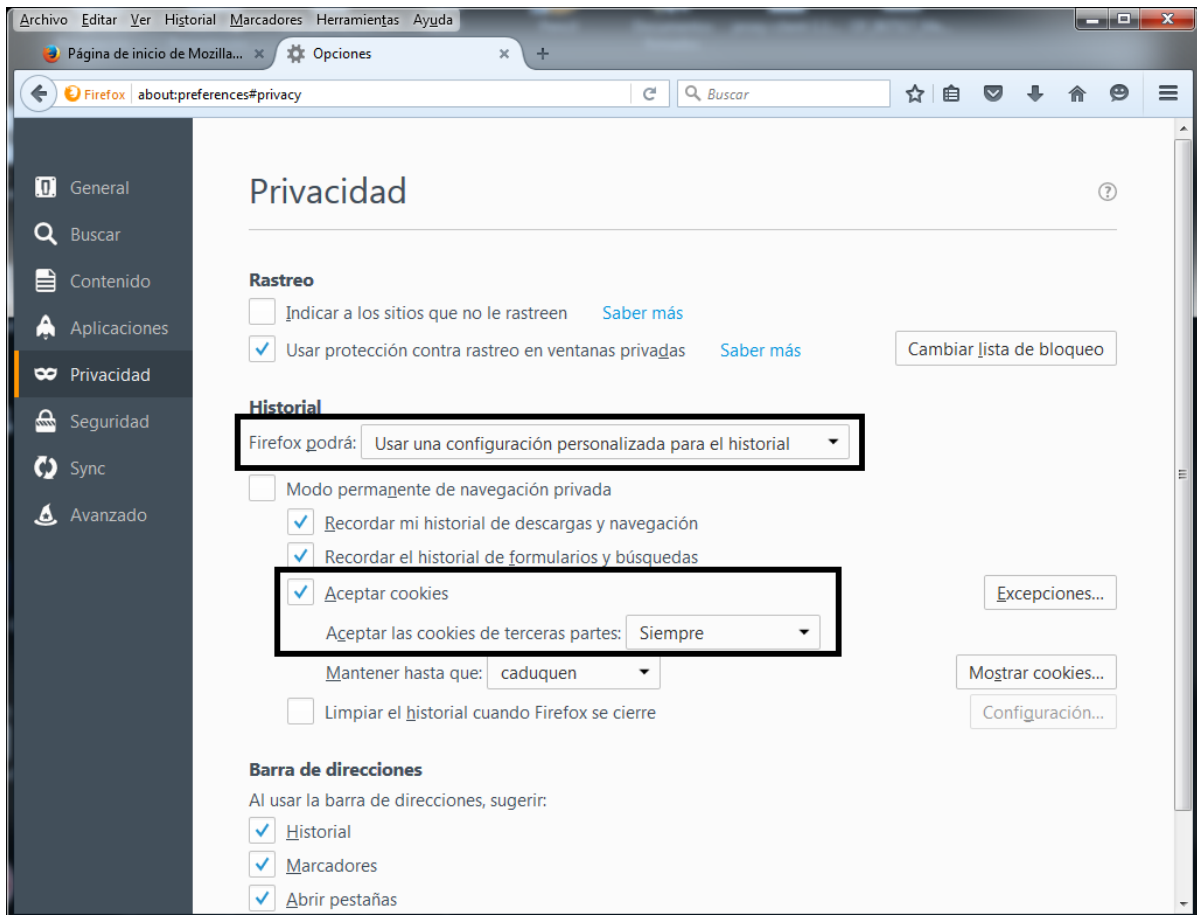 Archivo Editar Ver Historial Marcadores Herramientas Ayuda
Página de inicio de Mozilla... Opciones
Firefox about:preferences#privacy Buscar
General
Buscar
Contenido
Aplicaciones
Privacidad
Seguridad
Sync
Avanzado
Privacidad
Rastreo
Indicar a los sitios que no le rastreen Saber más
Usar protección contra rastreo en ventanas privadas Saber más Cambiar lista de bloqueo
Historial
Firefox podrá: Usar una configuración personalizada para el historial
Modo permanente de navegación privada
Recordar mi historial de descargas y navegación
Recordar el historial de formularios y búsquedas
Aceptar cookies Excepciones...
Aceptar las cookies de terceras partes: Siempre
Mantener hasta que: caduquen Mostrar cookies...
Limpiar el historial cuando Firefox se cierre Configuración...
Barra de direcciones
Al usar la barra de direcciones, sugerir:
Historial
Marcadores
Abrir pestañas